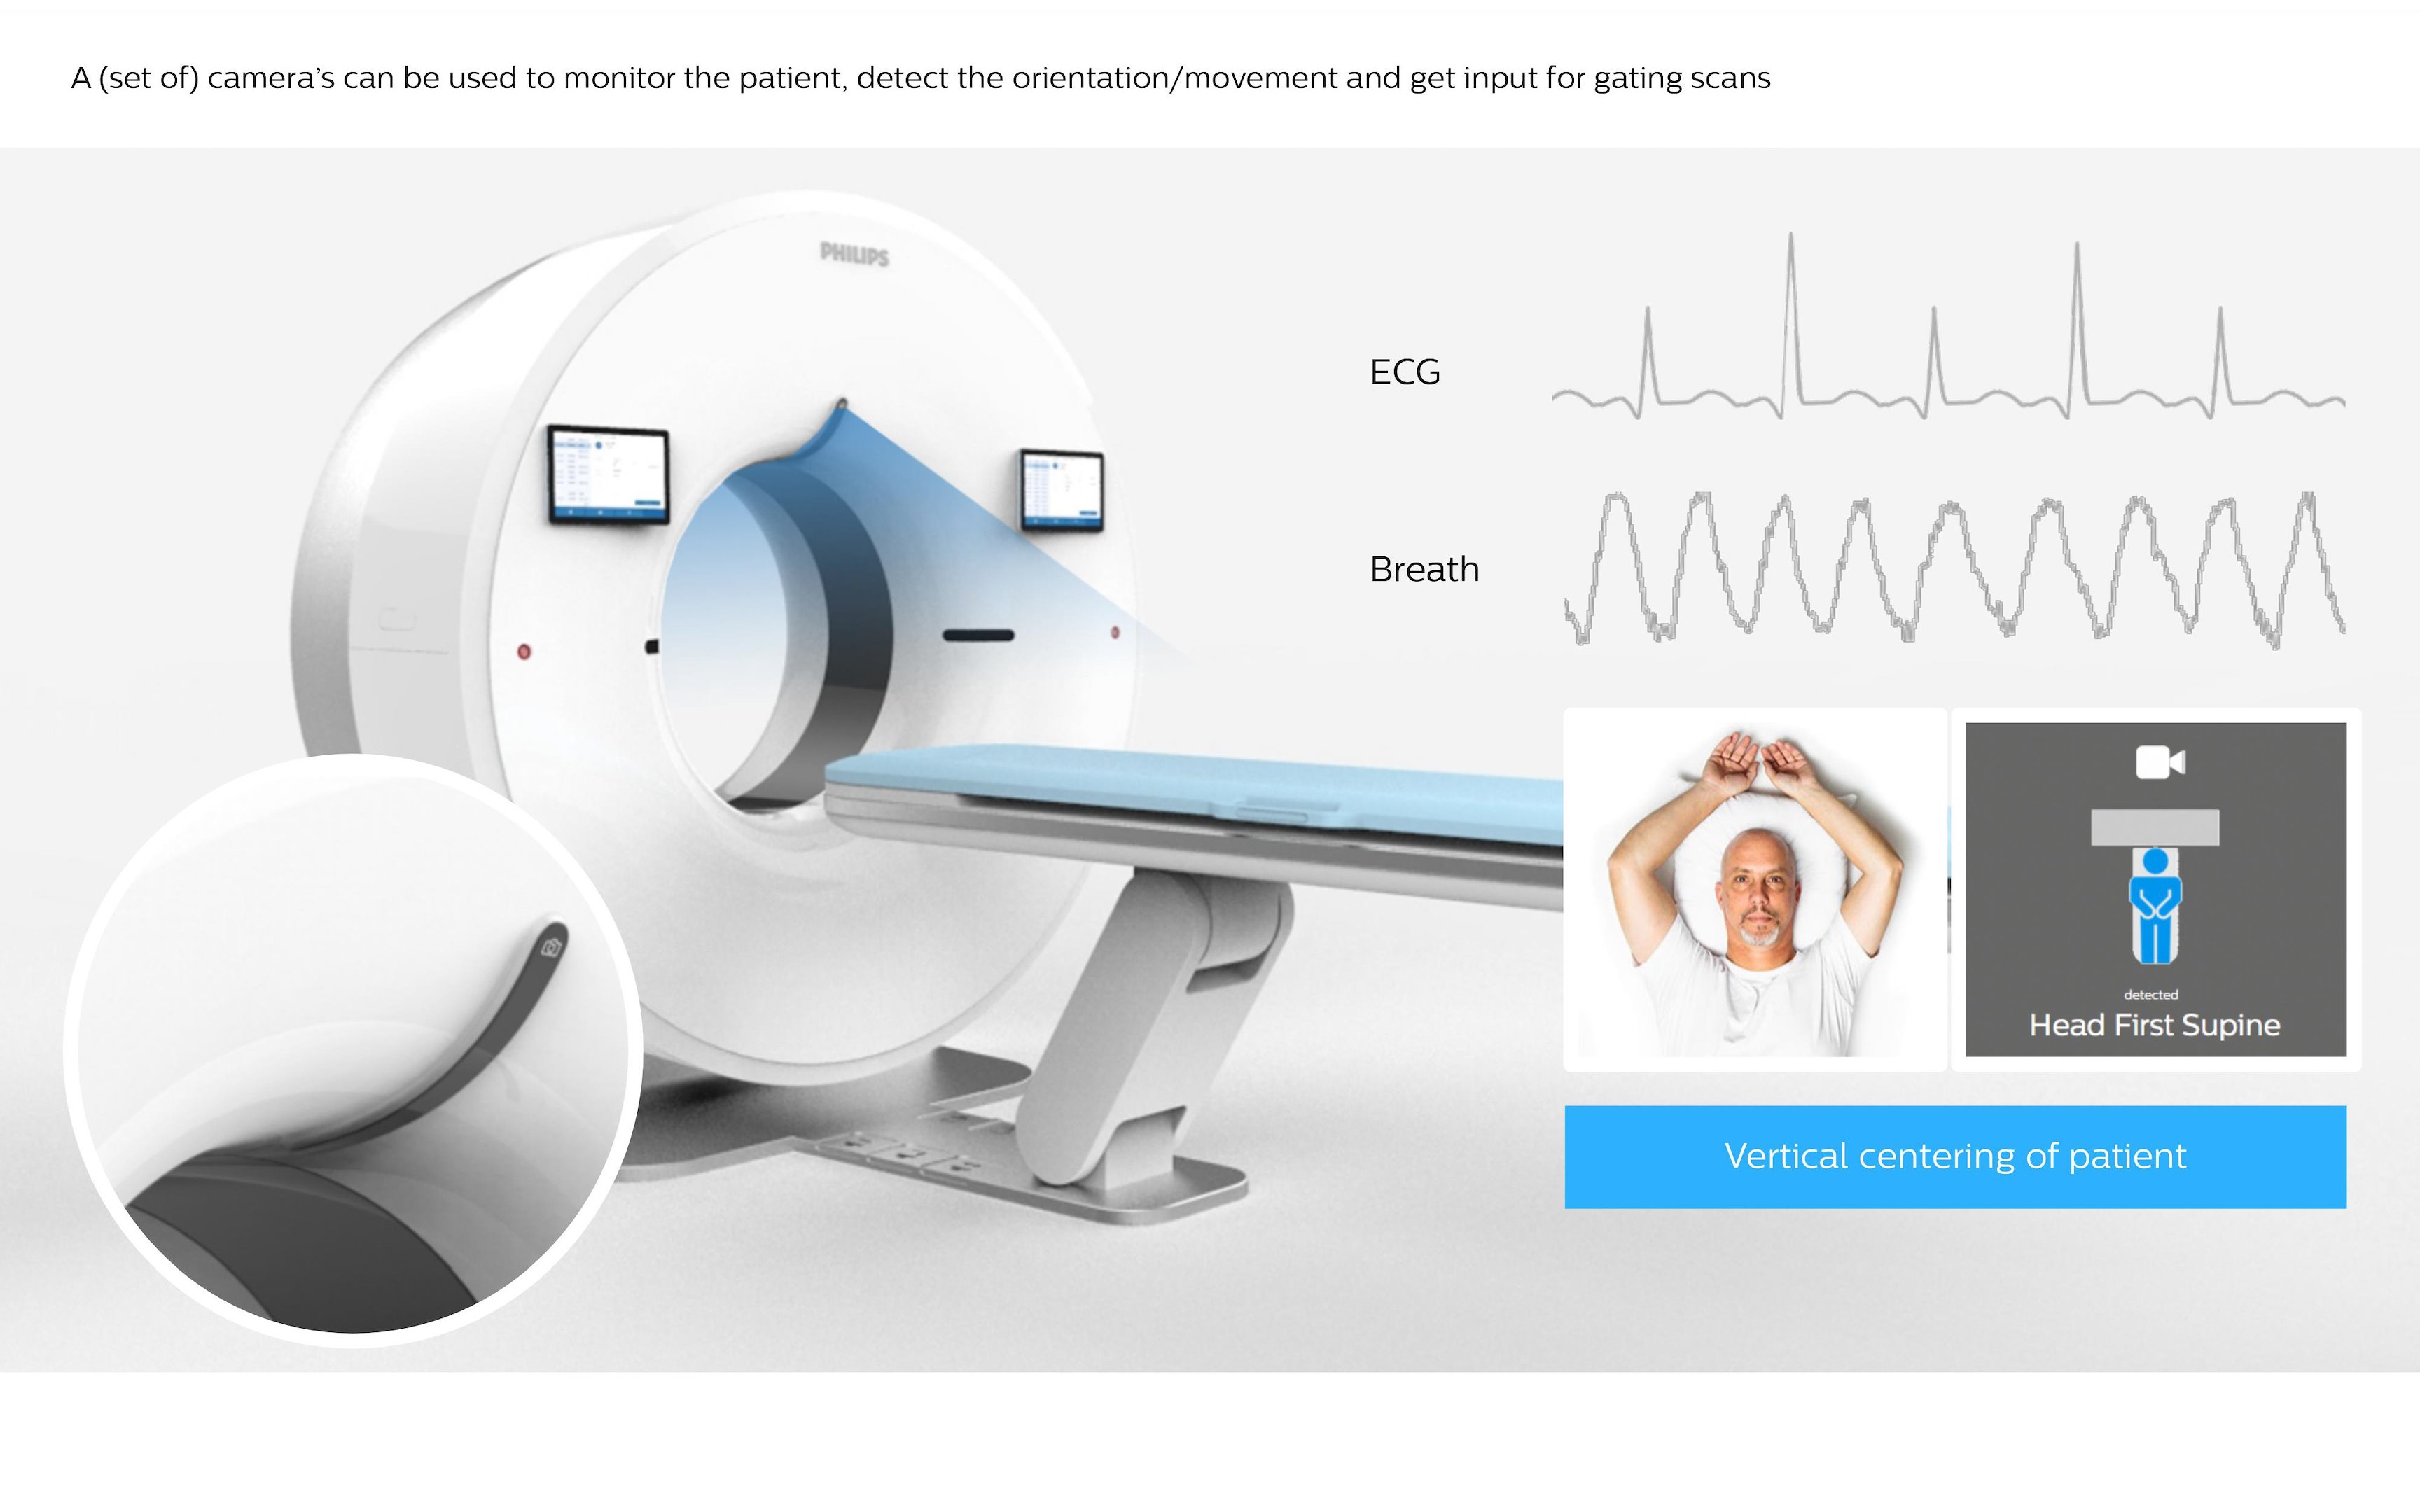 A (set of) camera’s can be used to monitor the patient, detect the orientation/movement and get input for gating scans
PHILIPS
ECG
Breath
detected
Head First Supine
Vertical centering of patient